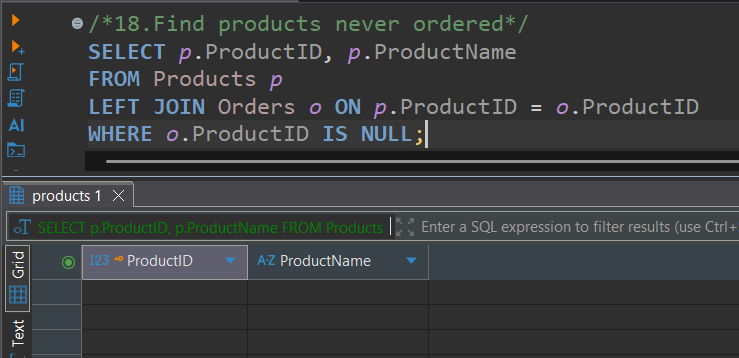 /*18.Find products never ordered*/
SELECT p.ProductID, p.ProductName
FROM Products p
LEFT JOIN Orders o ON p.ProductID = o.ProductID
WHERE o.ProductID IS NULL;
AI
products 1
SELECT p.ProductID, p.ProductName FROM Products
Enter a SQL expression to filter results (use Ctrl+
Grid
123 ProductID
A-Z ProductName
Text